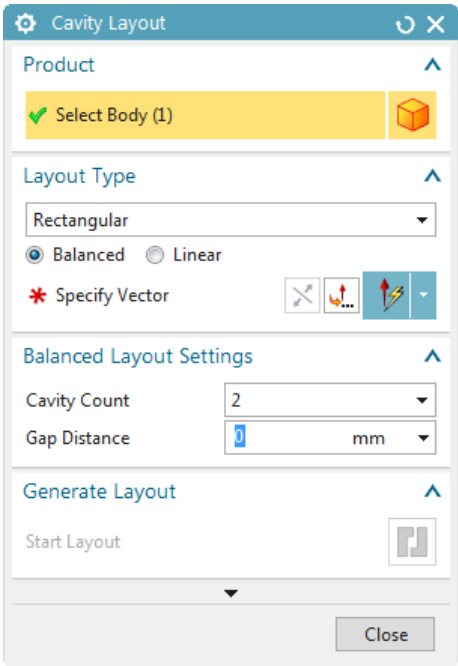 Cavity Layout
Product
Select Body (1)
Layout Type
Rectangular
Balanced Linear
Specify Vector
Balanced Layout Settings
Cavity Count 2
Gap Distance 0 mm
Generate Layout
Start Layout
Close